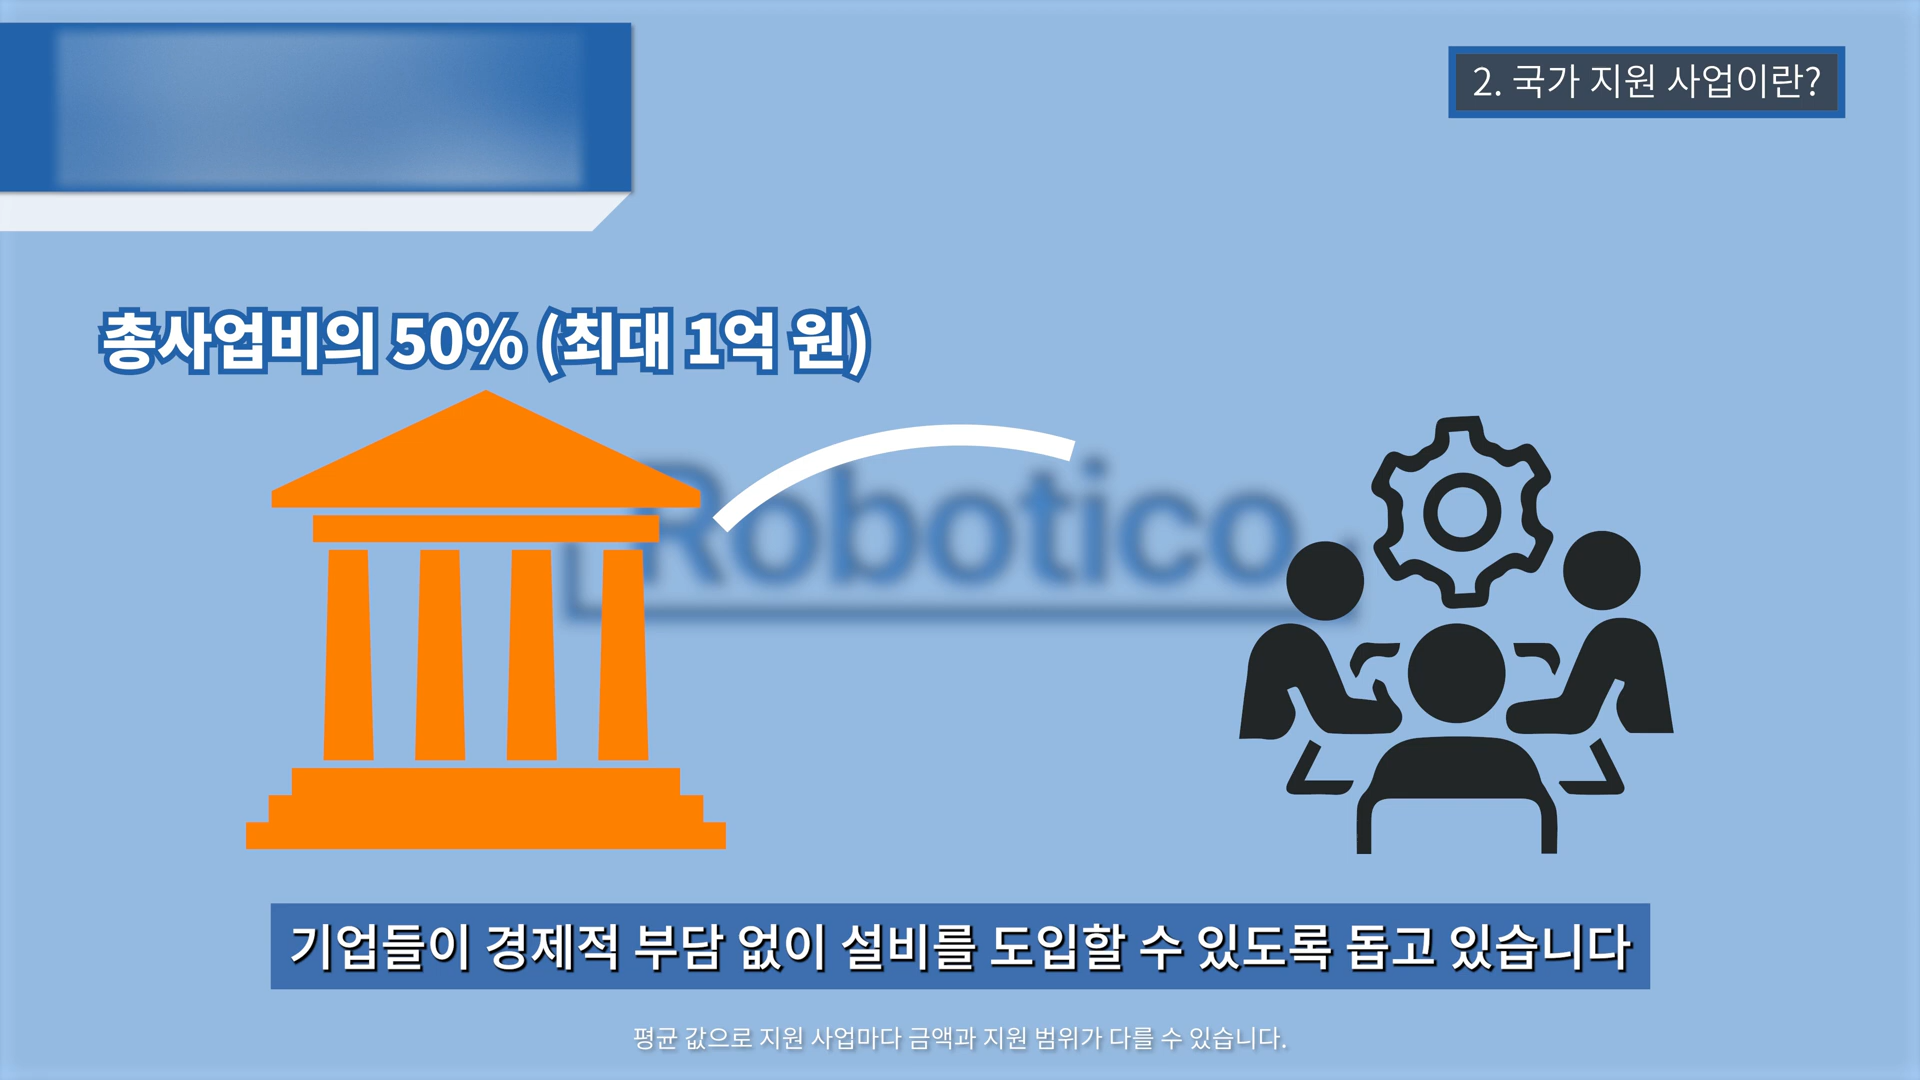 2. 국가 지원 사업이란?
총사업비의 50% (최대 1억 원)
Robotico
기업들이 경제적 부담 없이 설비를 도입할 수 있도록 돕고 있습니다
평균 값으로 지원 사업마다 금액과 지원 범위가 다를 수 있습니다.